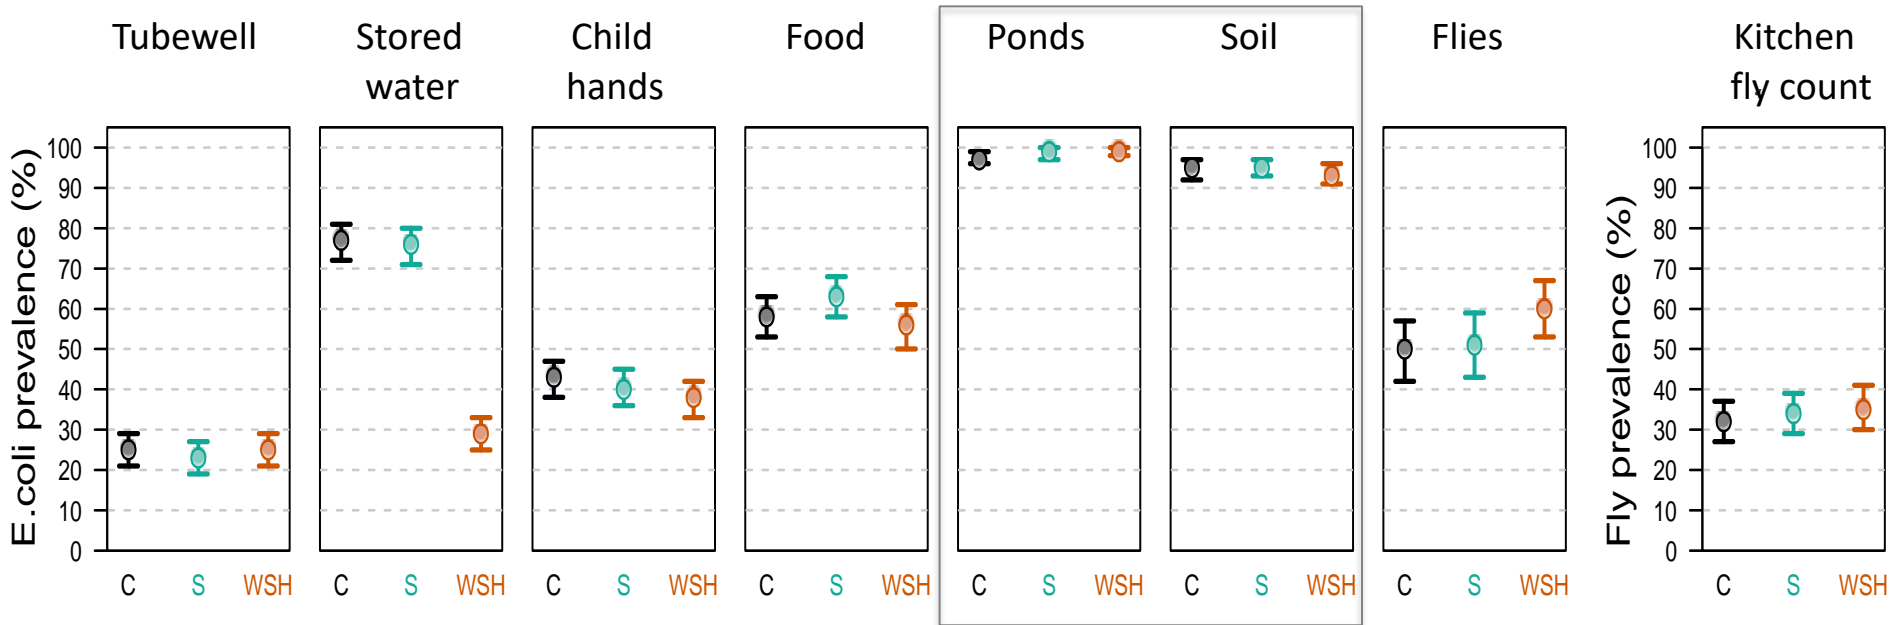 Tubewell
Stored
water
Child
hands
Food
Ponds
Soil
Flies
Kitchen
fly count
E.coli prevalence (%)
100
90
80
70
60
50
40
30
20
10
0
C S WSH
C S WSH
C S WSH
C S WSH
C S WSH
C S WSH
C S WSH
Fly prevalence (%)
100
90
80
70
60
50
40
30
20
10
0
C S WSH